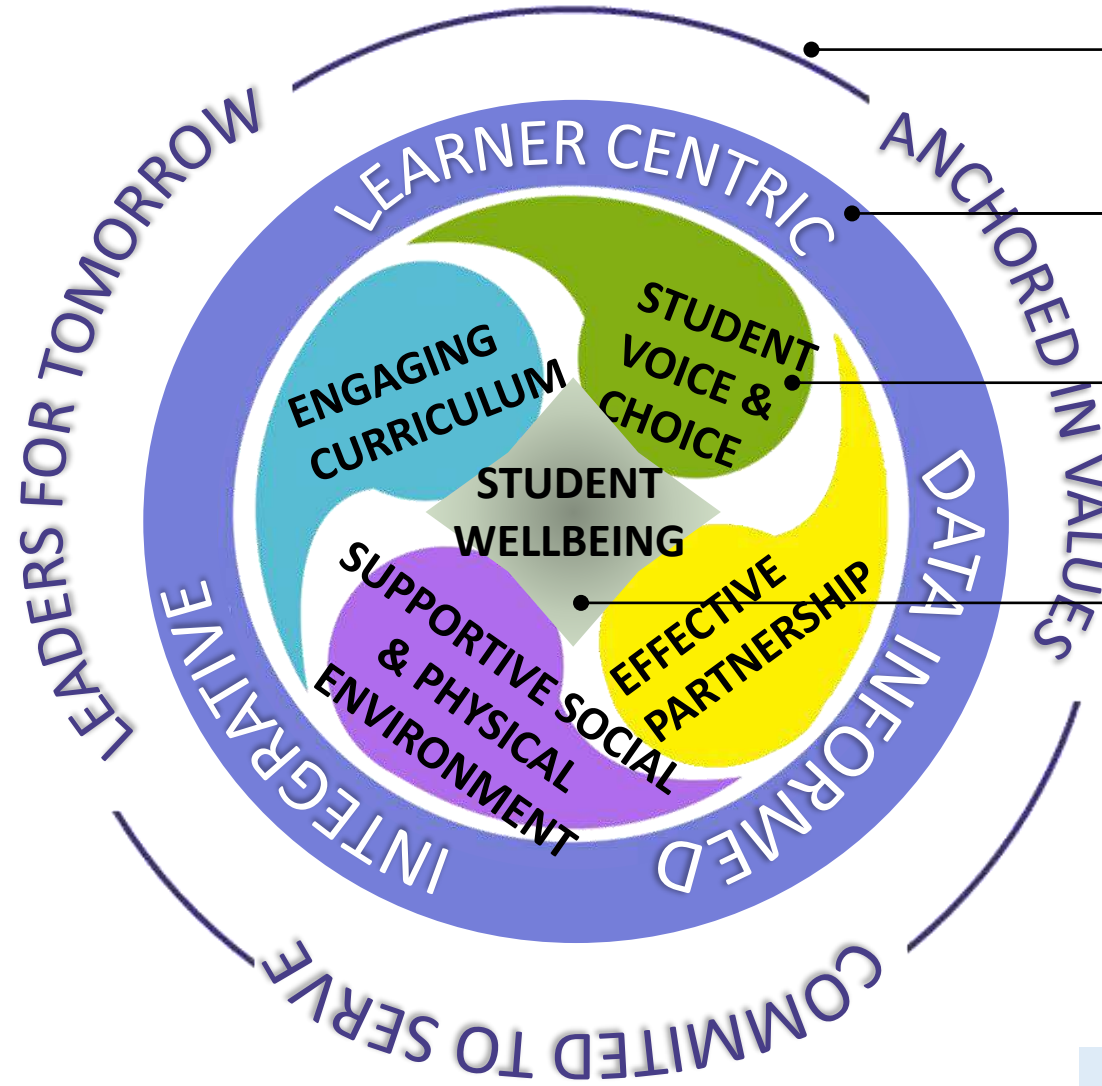 LEADERS FOR TOMORROW
ANCHORED IN VALUES
COMMITED TO SERVE
LEARNER CENTRIC
DATA INFORMED
INTEGRATIVE
ENGAGING
CURRICULUM
STUDENT
VOICE &
CHOICE
STUDENT
WELLBEING
SUPPORTIVE SOCIAL
& PHYSICAL
ENVIRONMENT
EFFECTIVE
PARTNERSHIP